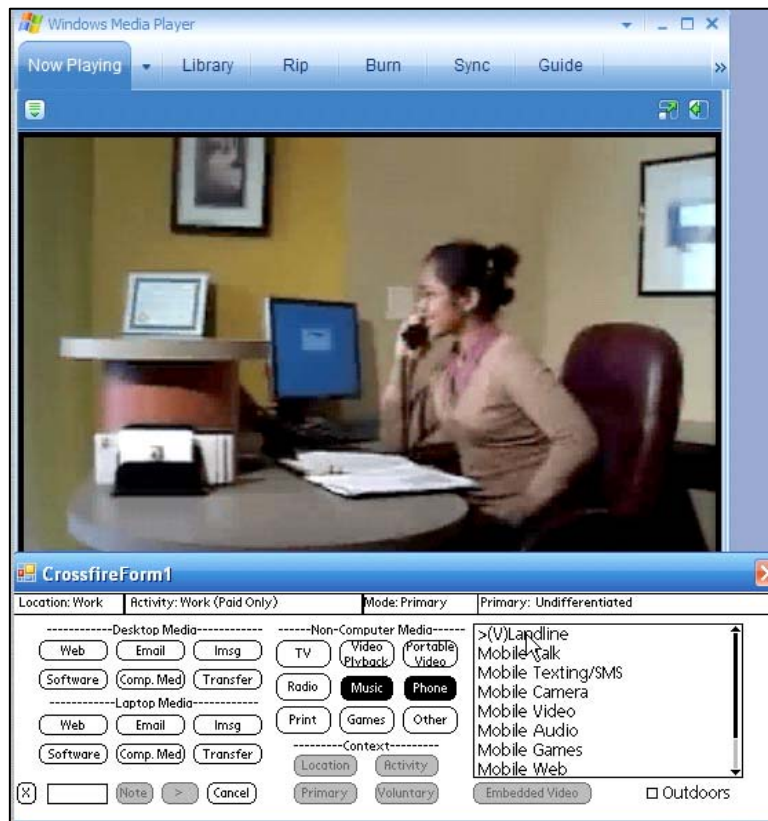 Windows Media Player
Now Playing Library Rip Burn Sync Guide »
CrossfireForm1
Location: Work Activity: Work (Paid Only) Mode: Primary Primary: Undifferentiated
-----------Desktop Media-----------
Web Email Imsg
Software Comp. Med Transfer
-----------Laptop Media-----------
Web Email Imsg
Software Comp. Med Transfer
X Note > Cancel
-----Non-Computer Media-----
TV Video Plyback Portable Video
Radio Music Phone
Print Games Other
--------Context--------
Location Activity
Primary Voluntary
>(V)Landline
Mobile Talk
Mobile Texting/SMS
Mobile Camera
Mobile Video
Mobile Audio
Mobile Games
Mobile Web
Embedded Video Outdoors